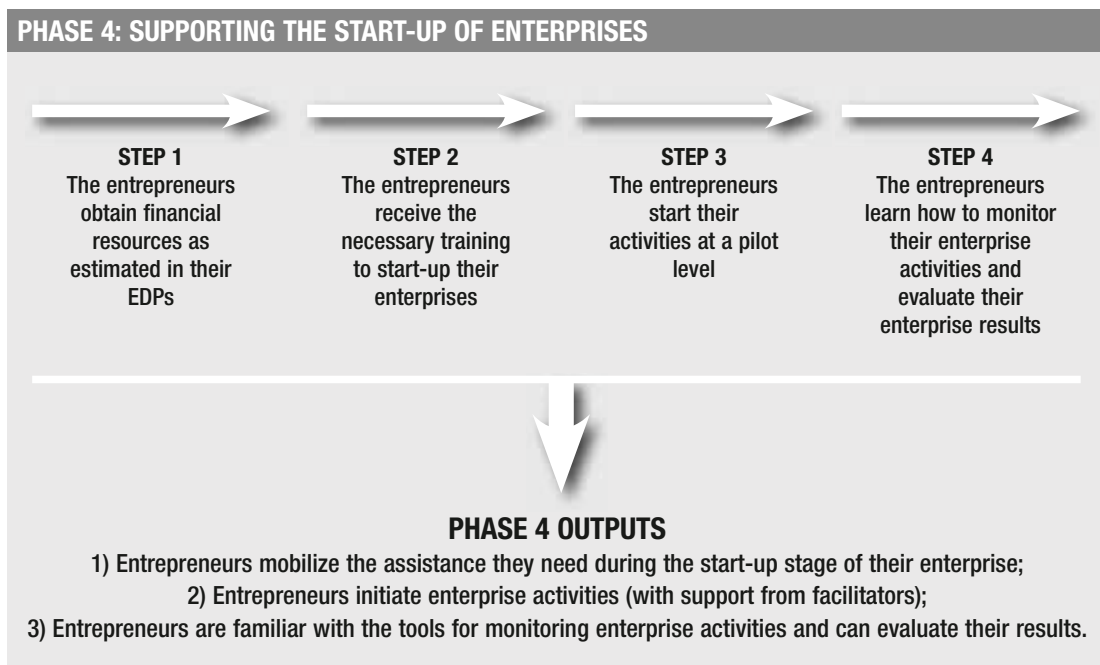 PHASE 4: SUPPORTING THE START-UP OF ENTERPRISES
STEP 1
The entrepreneurs
obtain financial
resources as
estimated in their
EDPs
STEP 2
The entrepreneurs
receive the
necessary training
to start-up their
enterprises
STEP 3
The entrepreneurs
start their
activities at a pilot
level
STEP 4
The entrepreneurs
learn how to monitor
their enterprise
activities and
evaluate their
enterprise results
PHASE 4 OUTPUTS
1) Entrepreneurs mobilize the assistance they need during the start-up stage of their enterprise;
2) Entrepreneurs initiate enterprise activities (with support from facilitators);
3) Entrepreneurs are familiar with the tools for monitoring enterprise activities and can evaluate their results.